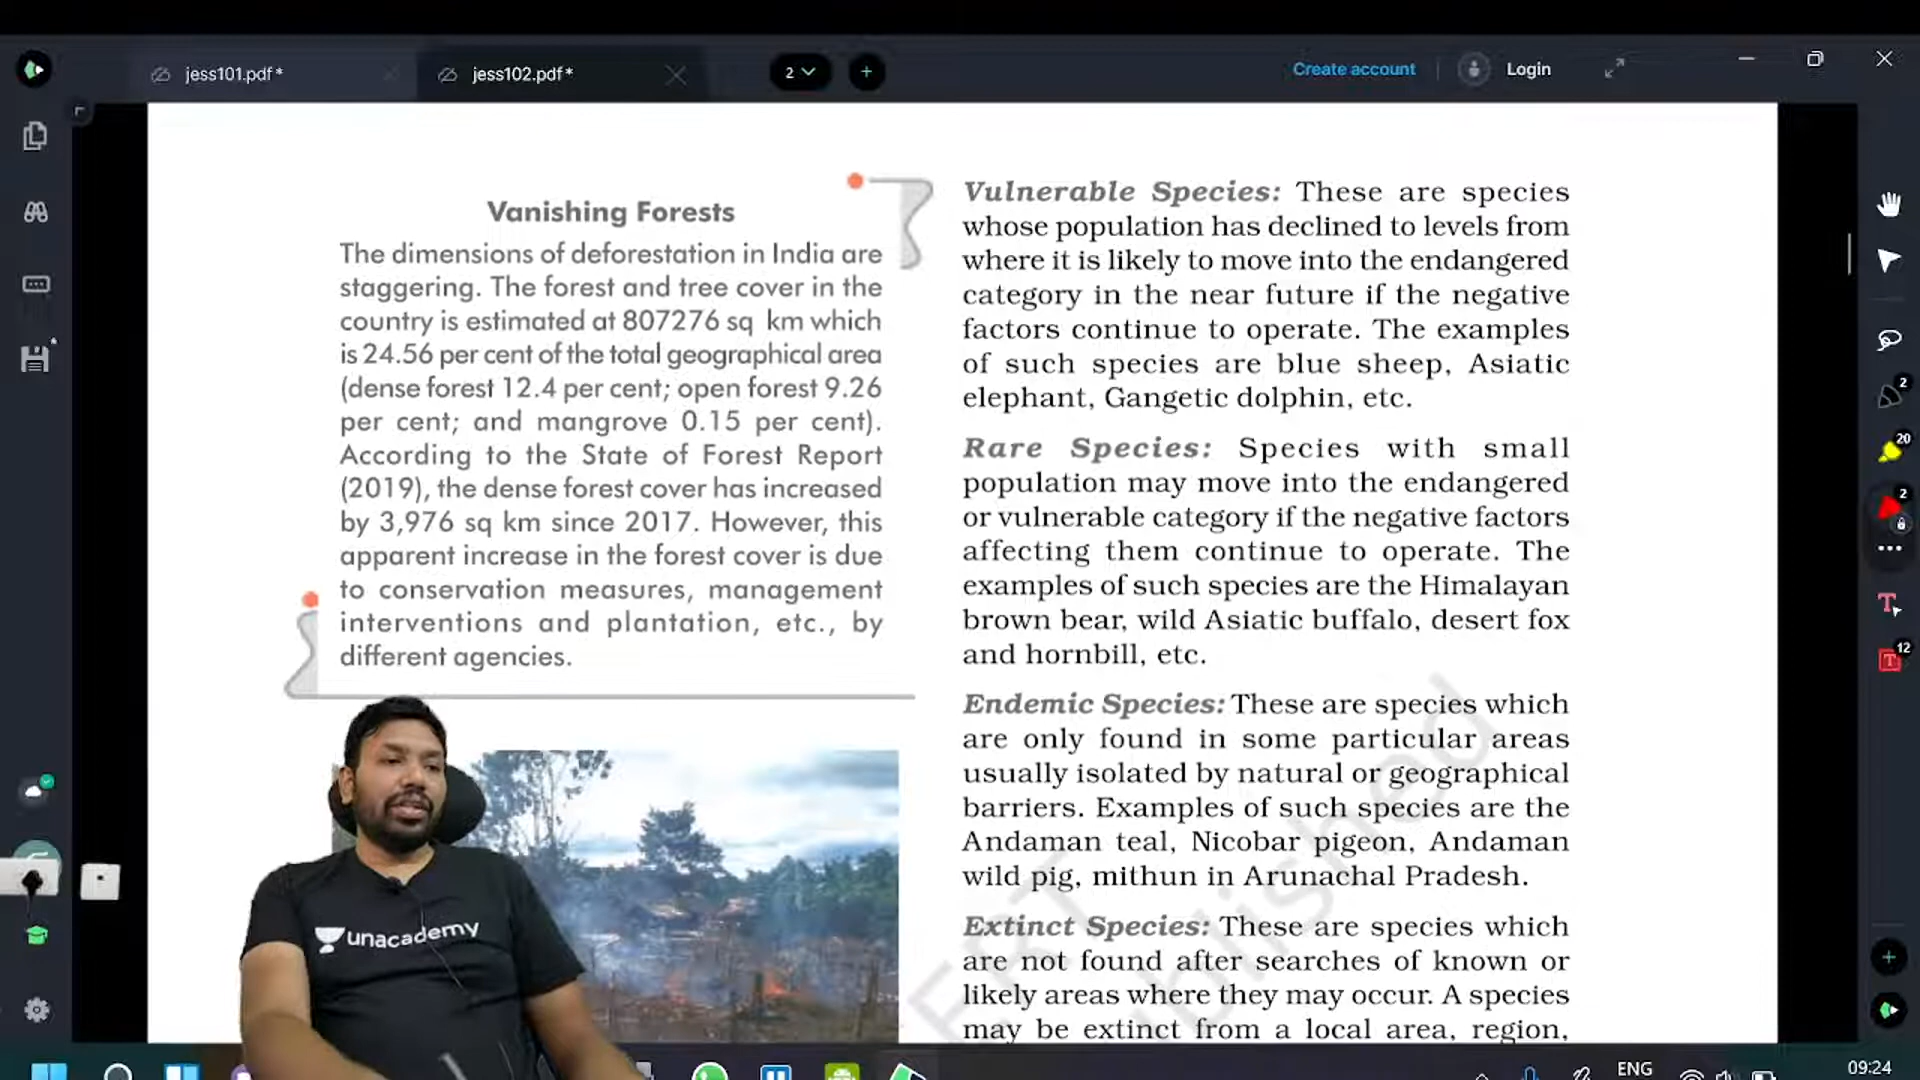 jess101.pdf*
jess102.pdf*
2
Create account
Login
Vanishing Forests
The dimensions of deforestation in India are
staggering. The forest and tree cover in the
country is estimated at 807276 sq km which
is 24.56 per cent of the total geographical area
(dense forest 12.4 per cent; open forest 9.26
per cent; and mangrove 0.15 per cent).
According to the State of Forest Report
(2019), the dense forest cover has increased
by 3,976 sq km since 2017. However, this
apparent increase in the forest cover is due
to conservation measures, management
interventions and plantation, etc., by
different agencies.
unacademy
Vulnerable Species: These are species
whose population has declined to levels from
where it is likely to move into the endangered
category in the near future if the negative
factors continue to operate. The examples
of such species are blue sheep, Asiatic
elephant, Gangetic dolphin, etc.
Rare Species: Species with small
population may move into the endangered
or vulnerable category if the negative factors
affecting them continue to operate. The
examples of such species are the Himalayan
brown bear, wild Asiatic buffalo, desert fox
and hornbill, etc.
Endemic Species: These are species which
are only found in some particular areas
usually isolated by natural or geographical
barriers. Examples of such species are the
Andaman teal, Nicobar pigeon, Andaman
wild pig, mithun in Arunachal Pradesh.
Extinct Species: These are species which
are not found after searches of known or
likely areas where they may occur. A species
may be extinct from a local area, region,
2
20
2
12
ENG
09:24